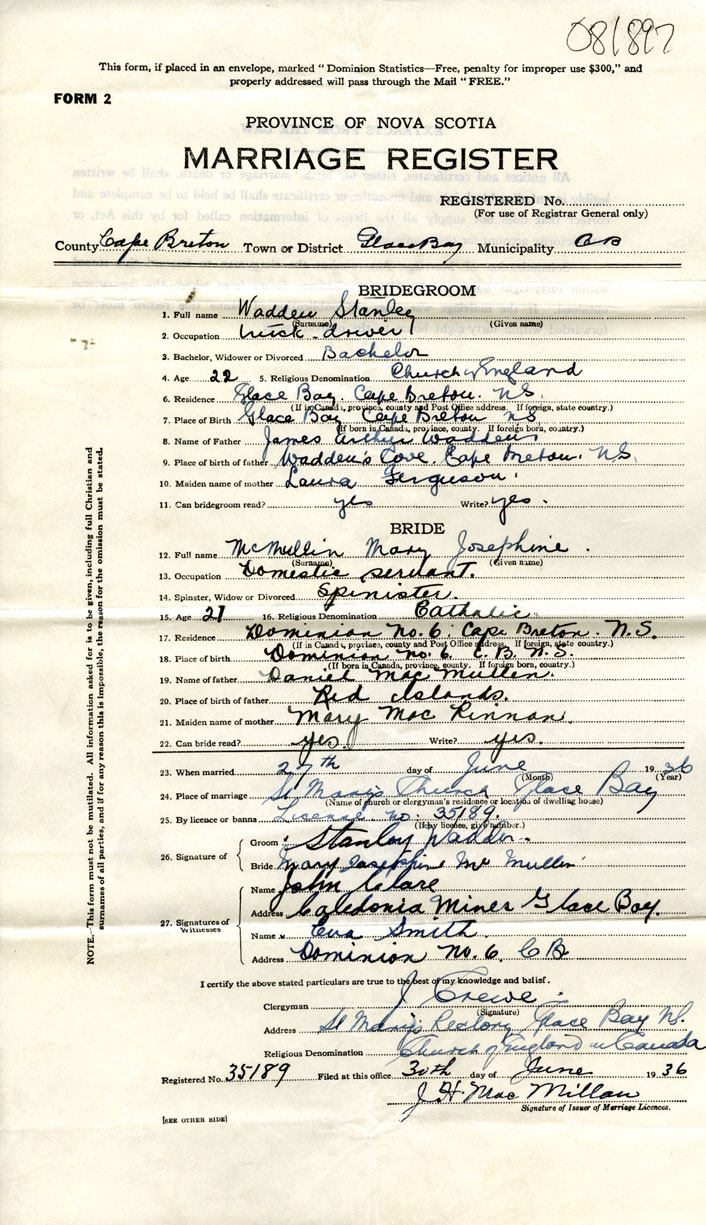 081897
This form, if placed in an envelope, marked "Dominion Statistics—Free, penalty for improper use $300," and
properly addressed will pass through the Mail "FREE."
FORM 2
PROVINCE OF NOVA SCOTIA
MARRIAGE REGISTER
REGISTERED No.
(For use of Registrar General only)
County Cape Breton Town or District Glace Bay Municipality CB
BRIDEGROOM
1. Full name Wadden Stanley
(Surname) (Given name)
2. Occupation truck driver
3. Bachelor, Widower or Divorced Bachelor
4. Age 22 5. Religious Denomination Church of England
6. Residence Glace Bay. Cape Breton. N.S.
(If in Canada, province, county and Post Office address. If foreign, state country.)
7. Place of Birth Glace Bay Cape Breton N.S.
(If born in Canada, province, county. If foreign born, country.)
8. Name of Father James Arthur Wadden
9. Place of birth of father Wadden's Cove Cape Breton. N.S.
10. Maiden name of mother Laura Ferguson.
11. Can bridegroom read? yes Write? yes.
BRIDE
12. Full name McMullin Mary Josephine.
(Surname) (Given name)
13. Occupation Domestic servant.
14. Spinster, Widow or Divorced Spinister.
15. Age 21 16. Religious Denomination Catholic
17. Residence Dominion No. 6. Cape Breton. N.S.
(If in Canada, province, county and Post Office address. If foreign, state country.)
18. Place of birth Dominion no. 6. C.B. N.S.
(If born in Canada, province, county. If foreign born, country.)
19. Name of father Daniel MacMullen.
20. Place of birth of father Red Islands.
21. Maiden name of mother Mary MacKinnon.
22. Can bride read? yes. Write? yes.
23. When married 27th day of June 1936
(Month) (Year)
24. Place of marriage St Mary's Church Glace Bay
(Name of church or clergyman's residence or location of dwelling house)
25. By licence or banns License no: 35189.
(If by licence, give number.)
26. Signature of
Groom Stanley Wadden.
Bride Mary Josephine McMullin
27. Signatures of
Witnesses
Name John Clare
Address Caledonia Miner Glace Bay.
Name Eva Smith.
Address Dominion No. 6 C B
I certify the above stated particulars are true to the best of my knowledge and belief.
Clergyman J. Crewe
(Signature)
Address St Mary's Rectory Glace Bay N.S.
Religious Denomination Church of England in Canada
Registered No. 35189 Filed at this office 30th day of June 1936
J. H. MacMillan
Signature of Issuer of Marriage Licences.
[SEE OTHER SIDE]
NOTE.—This form must not be mutilated. All information asked for is to be given, including full Christian and
surnames of all parties, and if for any reason this is impossible, the reason for the omission must be stated.